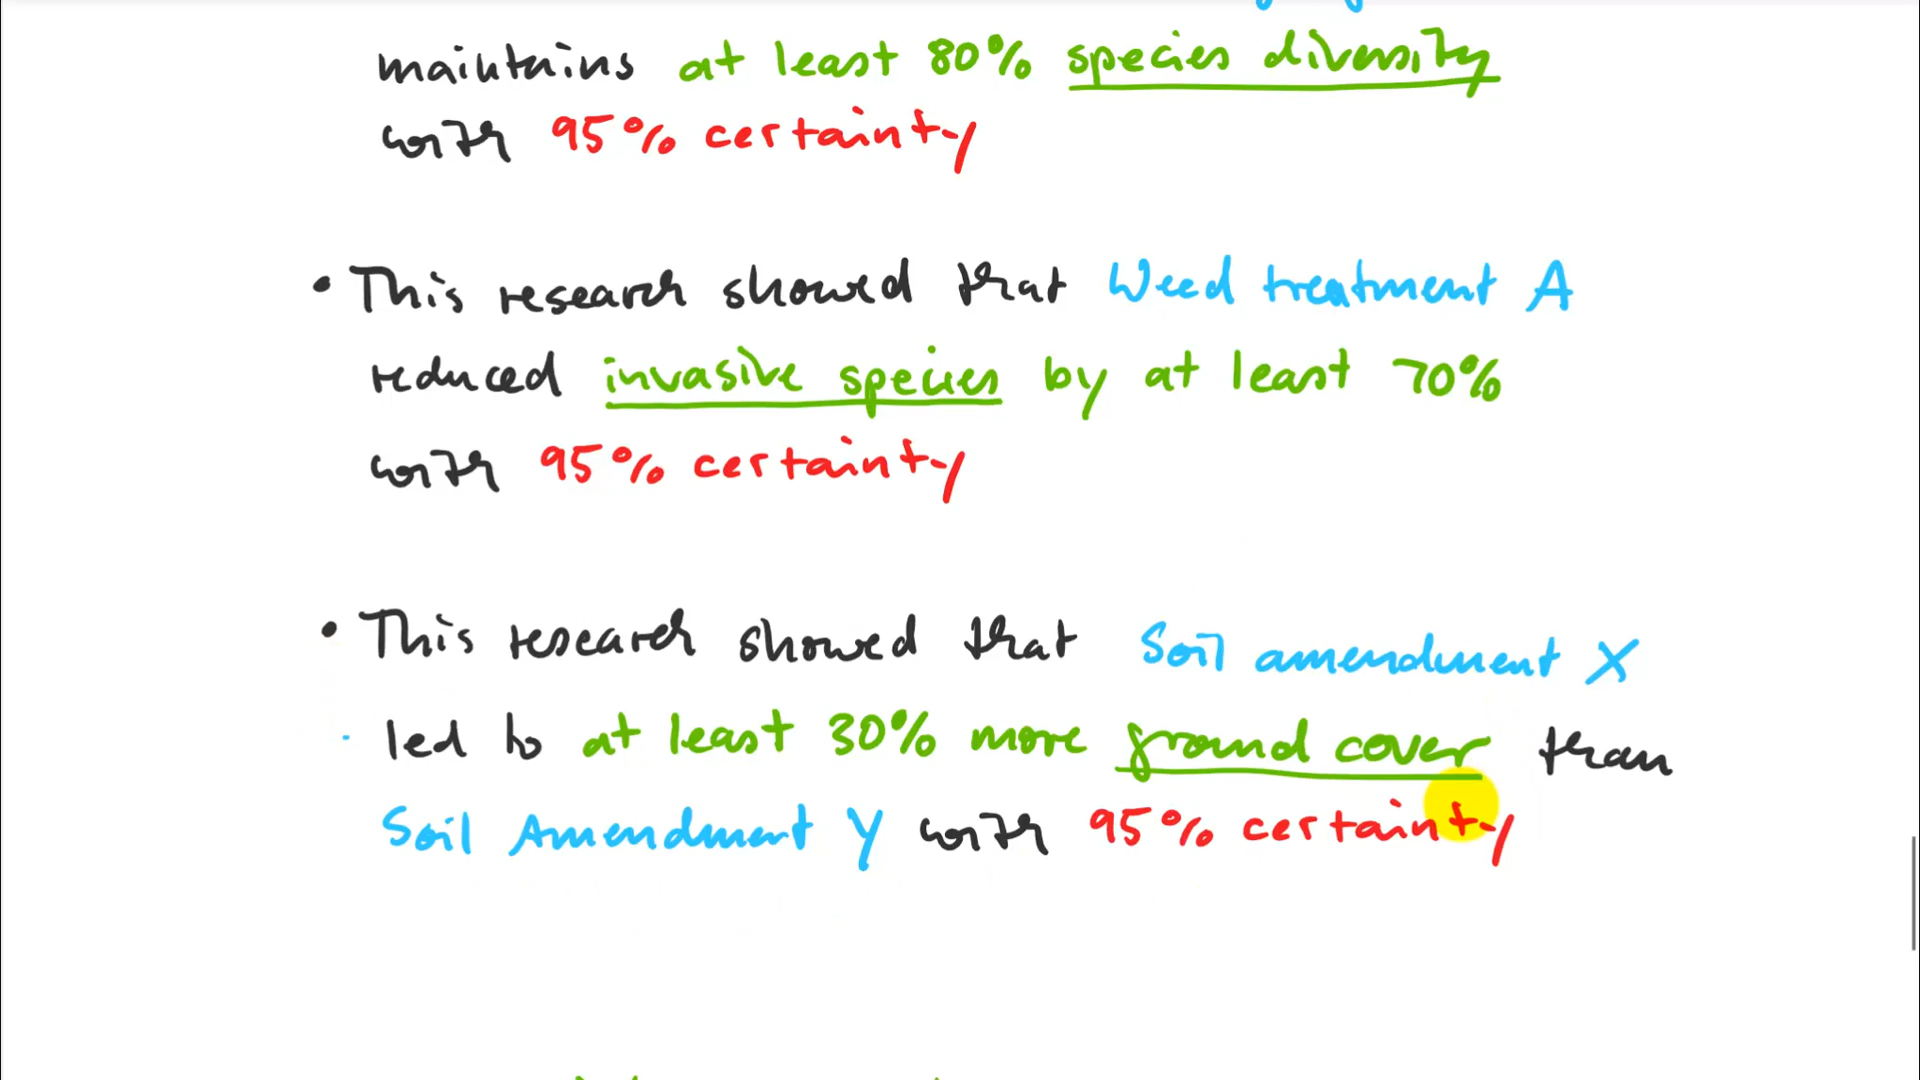 maintains at least 80% species diversity
with 95% certainty
• This research showed that Weed treatment A
reduced invasive species by at least 70%
with 95% certainty
• This research showed that Soil amendment X
led to at least 30% more ground cover than
Soil Amendment Y with 95% certainty